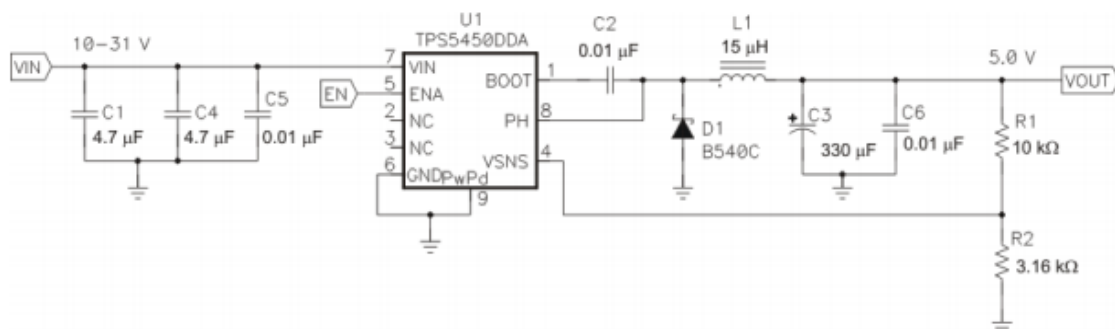 U1
TPS5450DDA
10-31 V
VIN
7
VIN
5
ENA
EN
2
NC
3
NC
6
GND
PwPd
9
BOOT
1
PH
8
VSNS
4
C1
4.7 µF
C4
4.7 µF
C5
0.01 µF
C2
0.01 µF
L1
15 µH
D1
B540C
+
C3
330 µF
C6
0.01 µF
5.0 V
VOUT
R1
10 kΩ
R2
3.16 kΩ